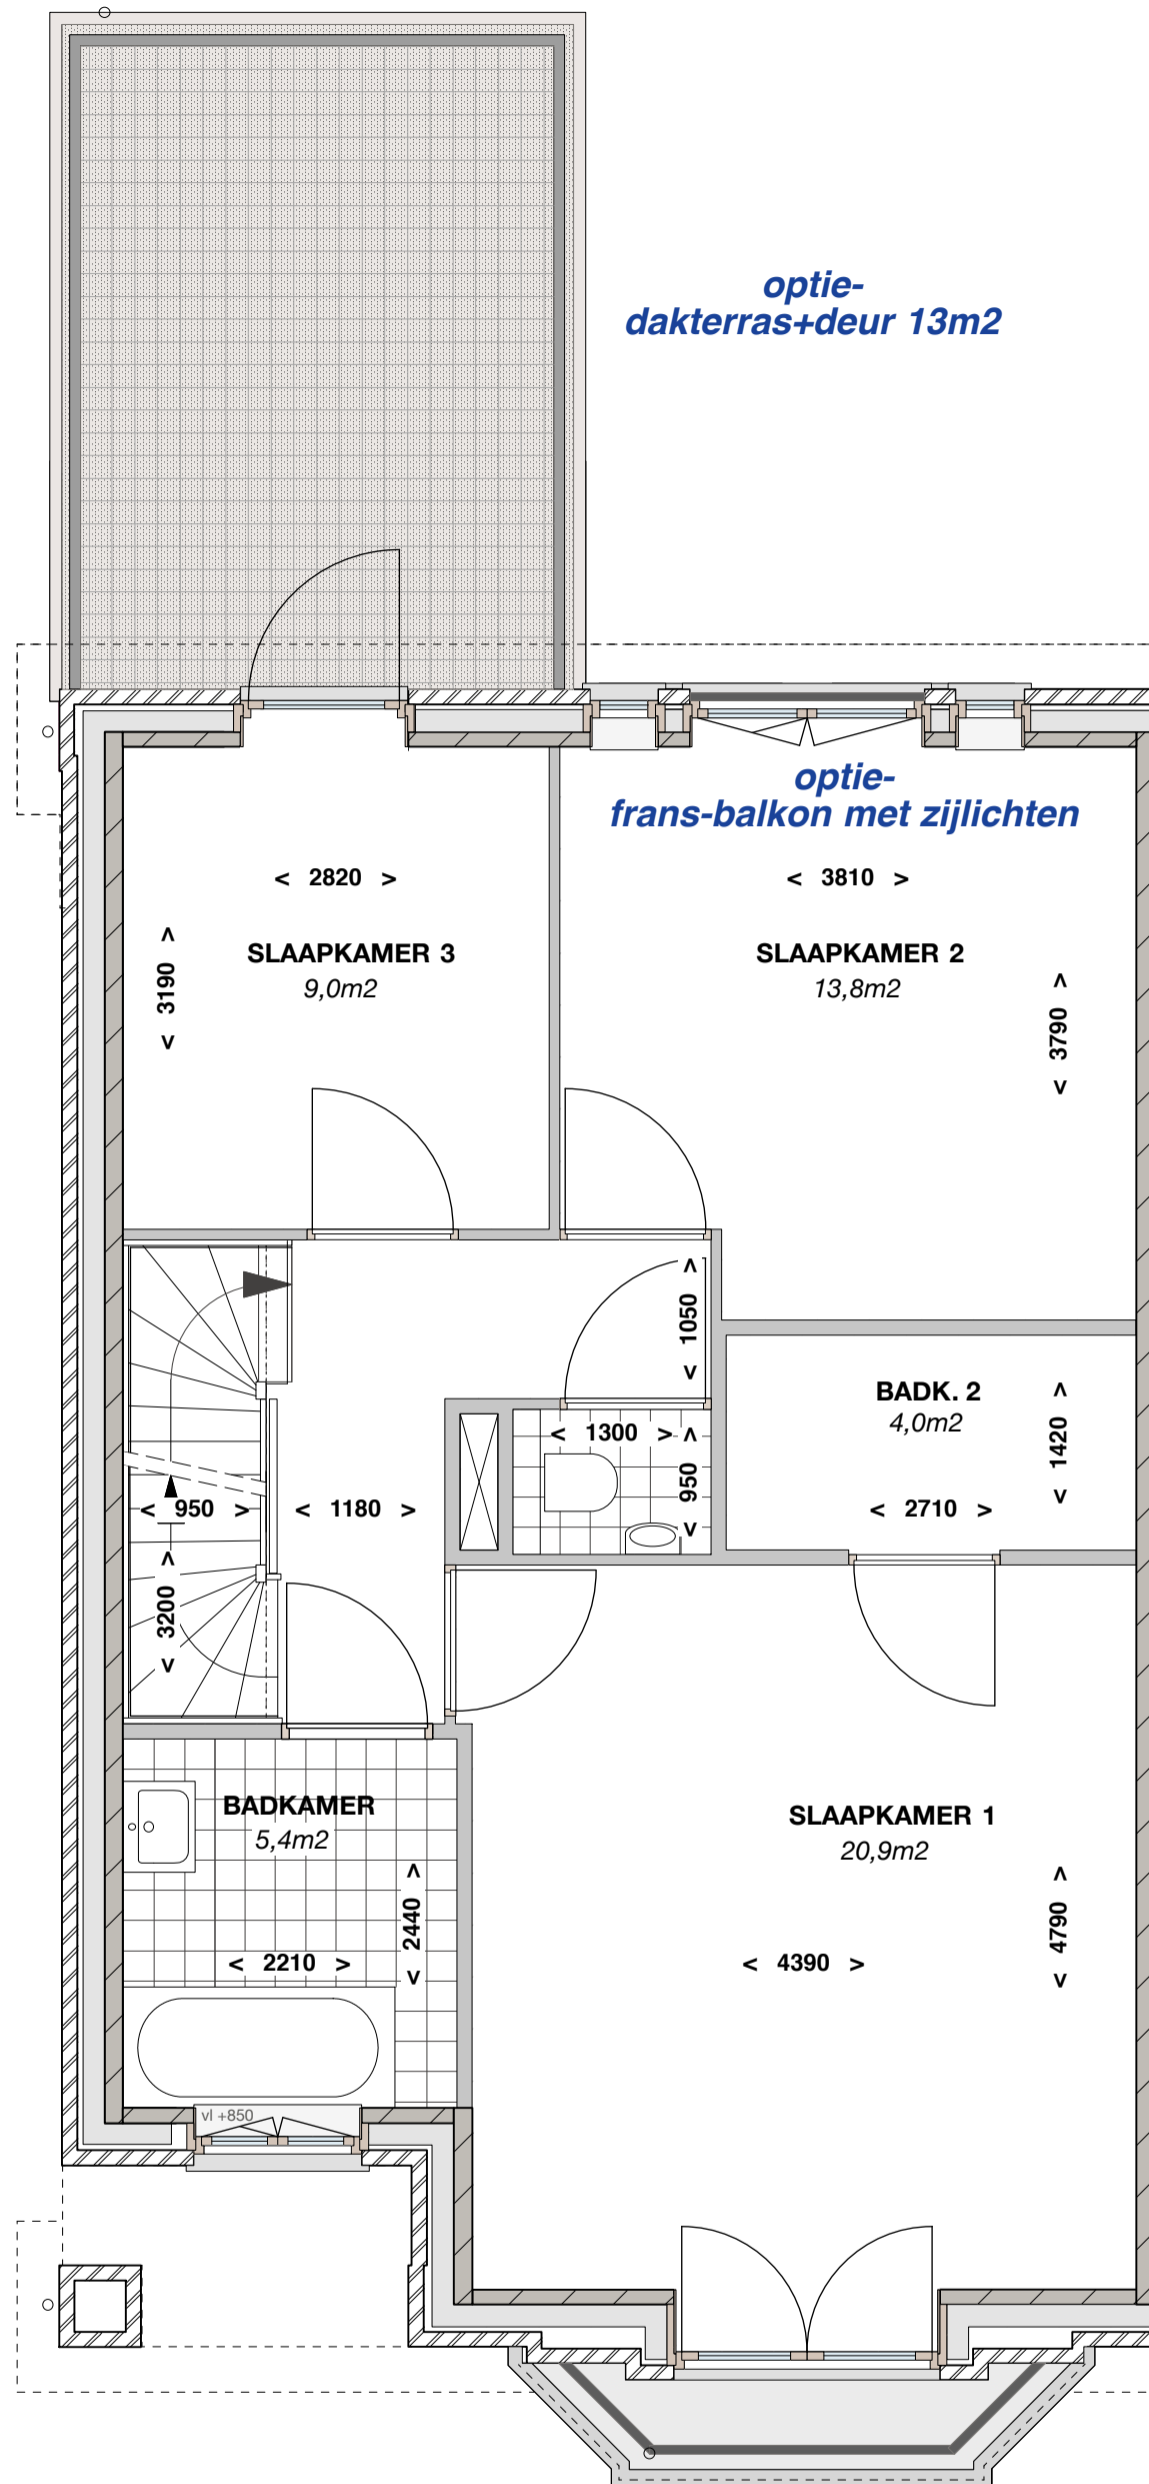 optie-
dakterras+deur 13m2
optie-
frans-balkon met zijlichten
< 2820 >
< 3810 >
SLAAPKAMER 3
9,0m2
< 3190 >
SLAAPKAMER 2
13,8m2
< 3790 >
< 1050 >
BADK. 2
4,0m2
< 1420 >
< 1300 >
< 950 >
< 950 >
< 1180 >
< 2710 >
< 3200 >
BADKAMER
5,4m2
SLAAPKAMER 1
20,9m2
< 2440 >
< 4790 >
< 2210 >
< 4390 >
vl +850